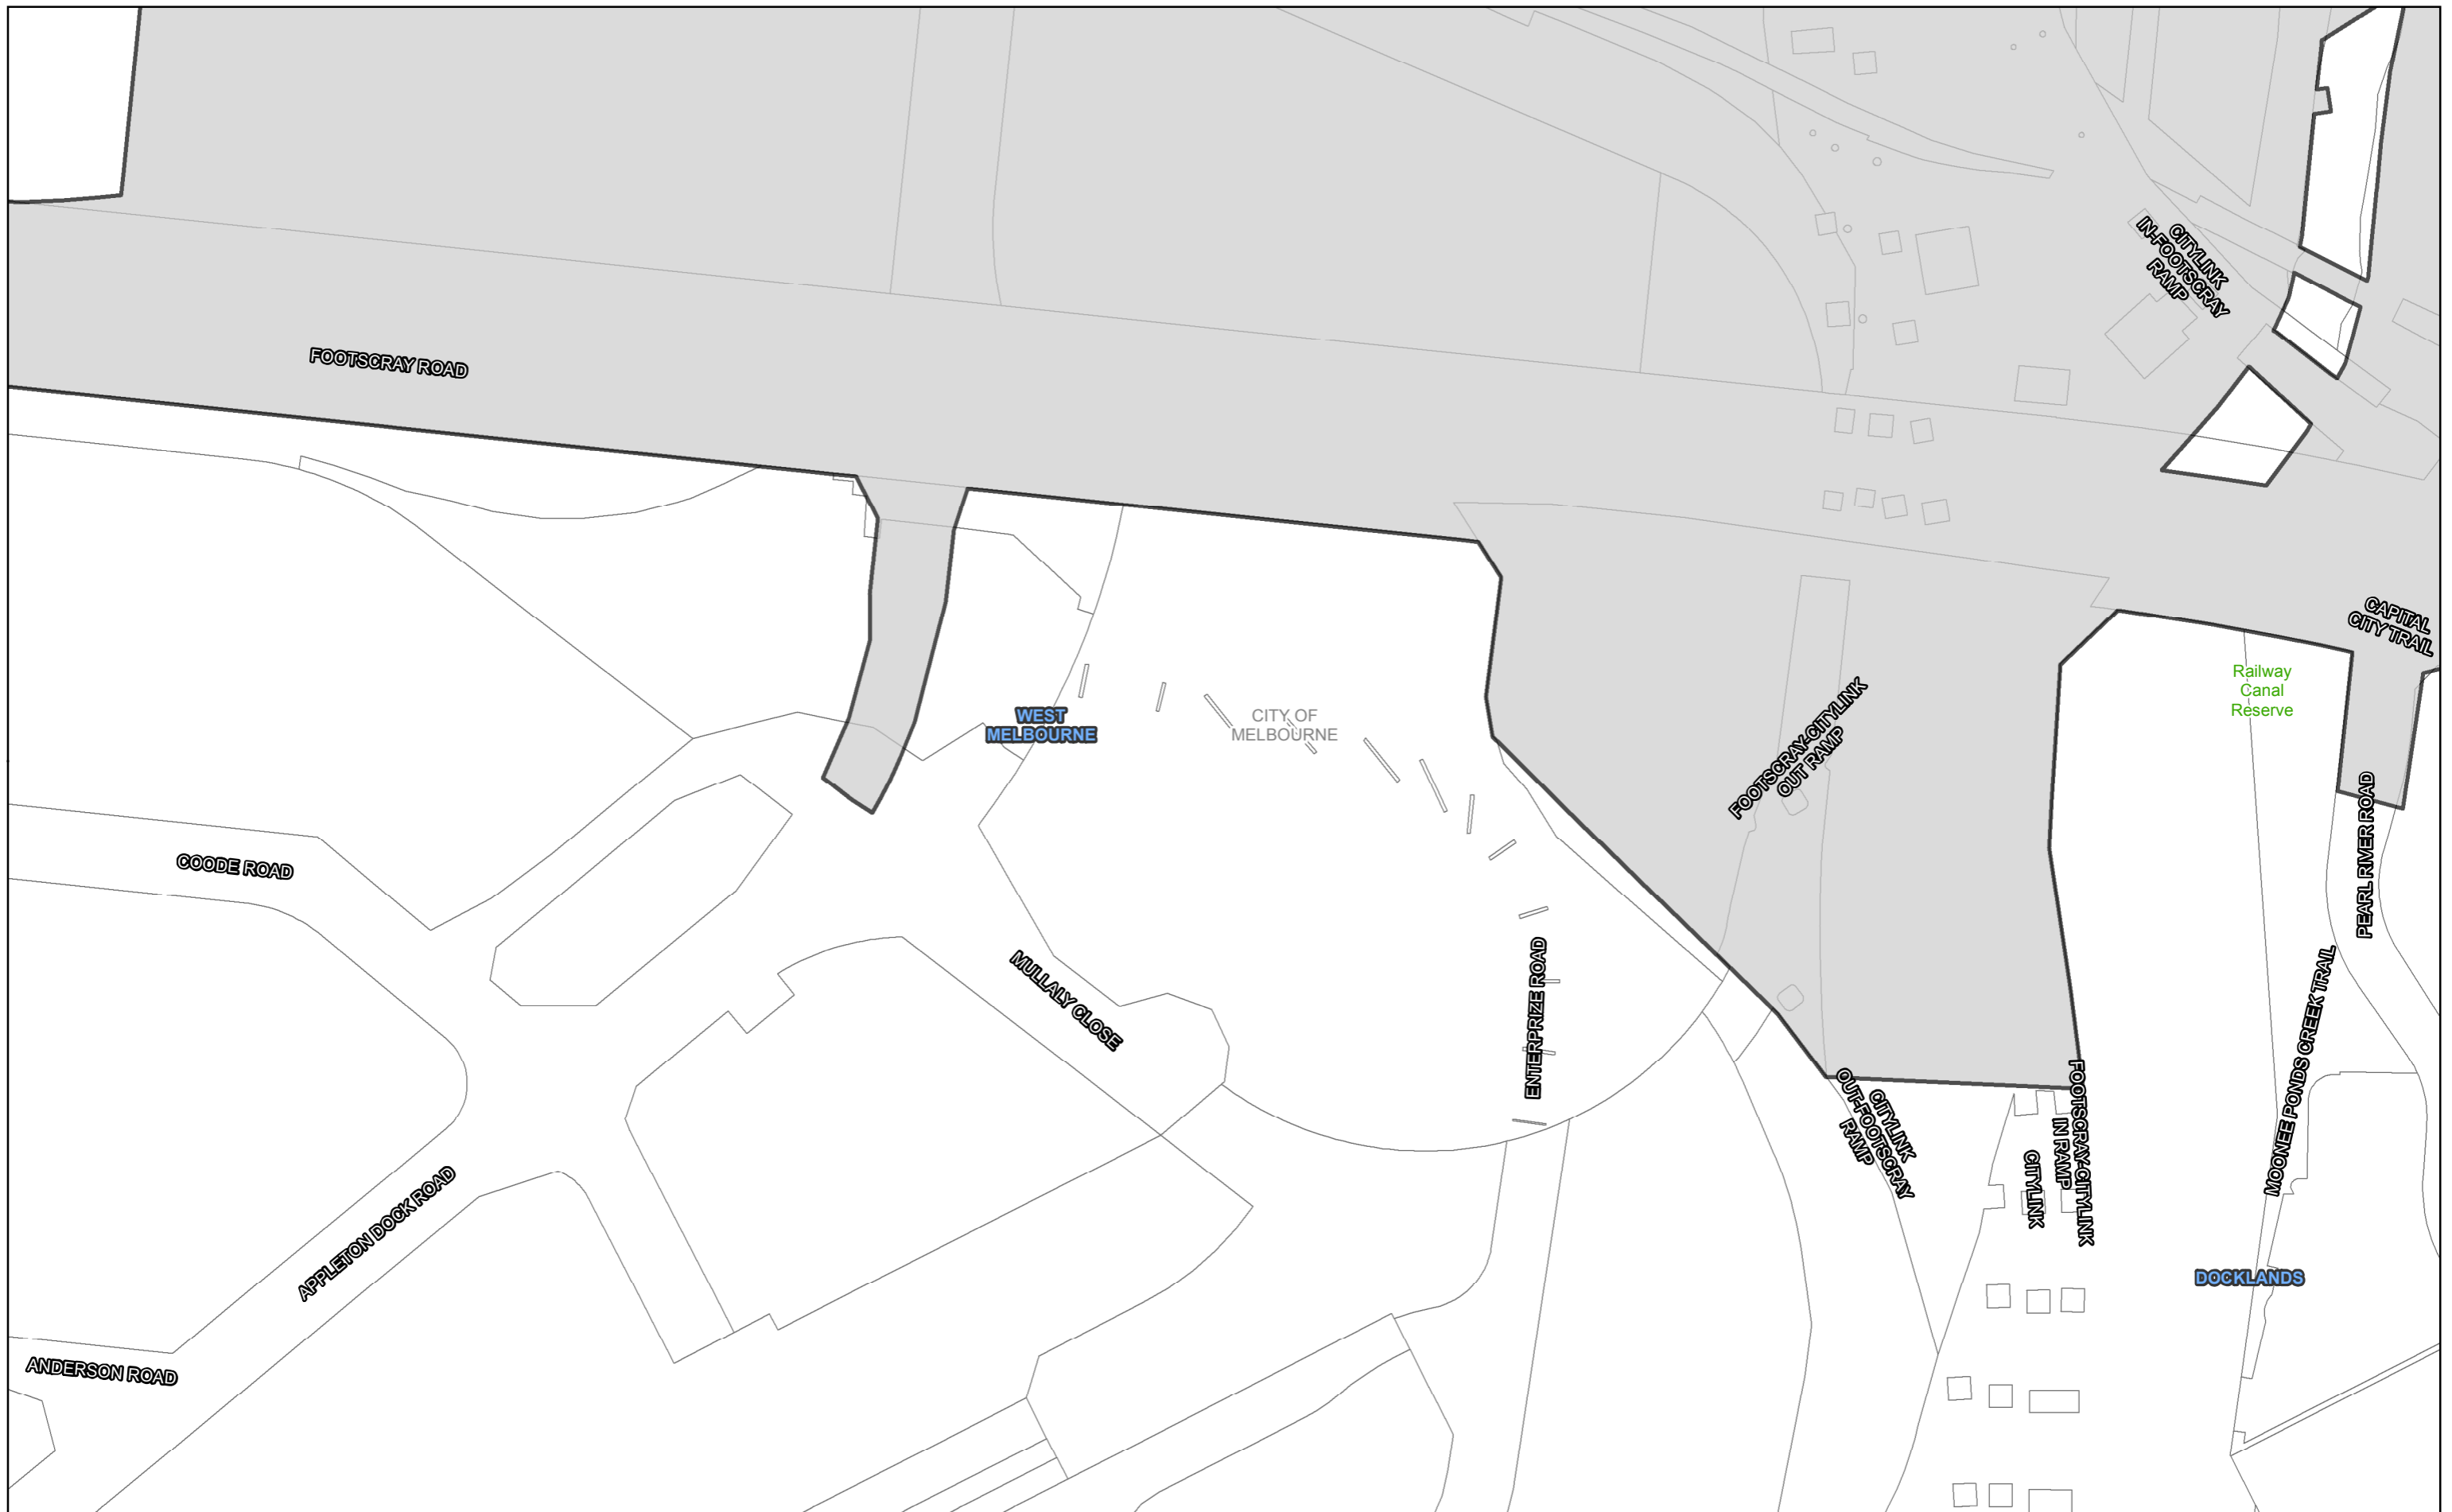 CITYLINK
IN-FOOTSCRAY
RAMP
FOOTSCRAY ROAD
CAPITAL
CITY TRAIL
Railway
Canal
Reserve
WEST
MELBOURNE
CITY OF
MELBOURNE
FOOTSCRAY-CITYLINK
OUT RAMP
PEARL RIVER ROAD
COODE ROAD
MULLALY CLOSE
ENTERPRIZE ROAD
MOONEE PONDS CREEK TRAIL
CITYLINK
OUT-FOOTSCRAY
RAMP
FOOTSCRAY-CITYLINK
IN RAMP
CITYLINK
APPLETON DOCK ROAD
DOCKLANDS
ANDERSON ROAD